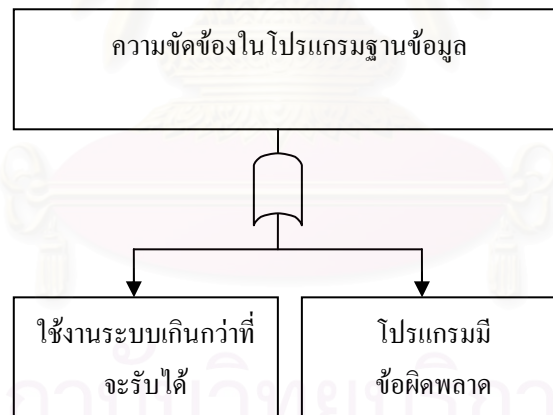 ความขัดข้องในโปรแกรมฐานข้อมูล
ใช้งานระบบเกินกว่าที่
จะรับได้
โปรแกรมมี
ข้อผิดพลาด